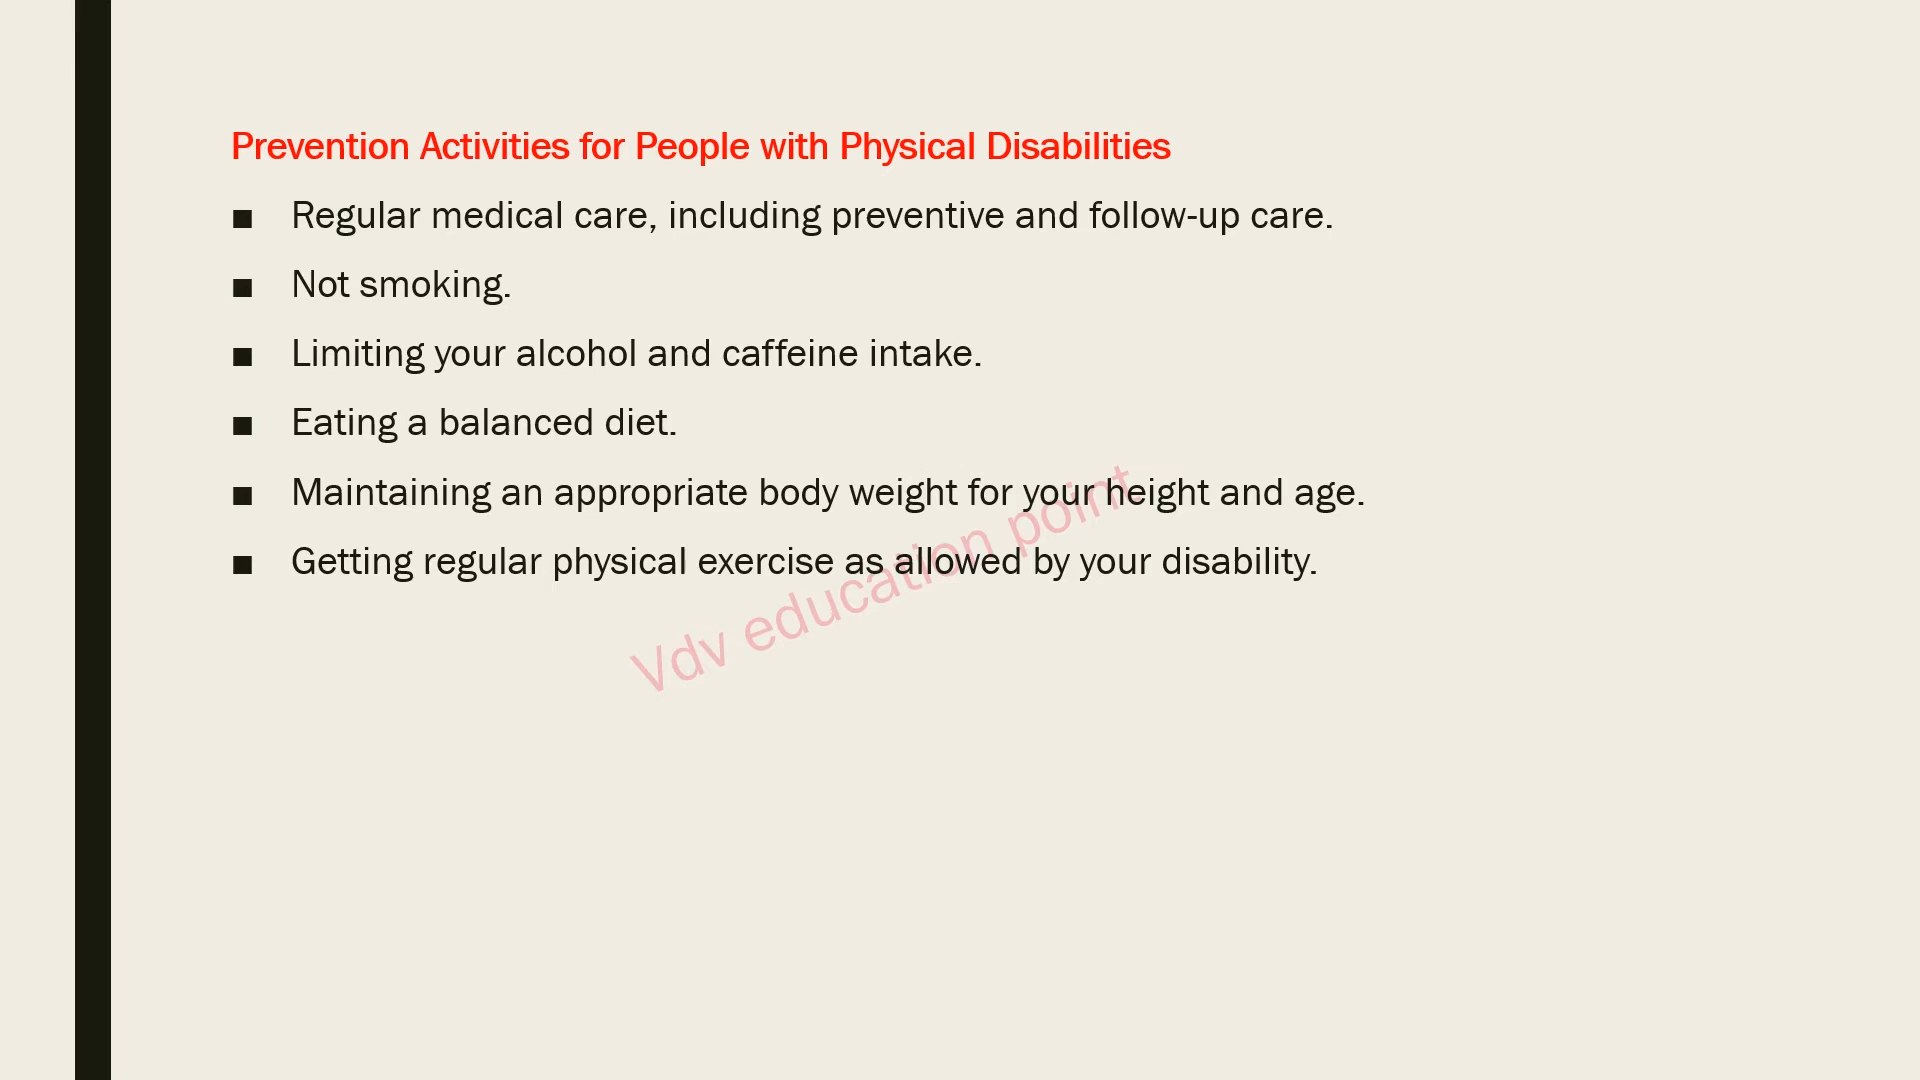 Prevention Activities for People with Physical Disabilities
■ Regular medical care, including preventive and follow-up care.
■ Not smoking.
■ Limiting your alcohol and caffeine intake.
■ Eating a balanced diet.
■ Maintaining an appropriate body weight for your height and age.
■ Getting regular physical exercise as allowed by your disability.
Vdv education point